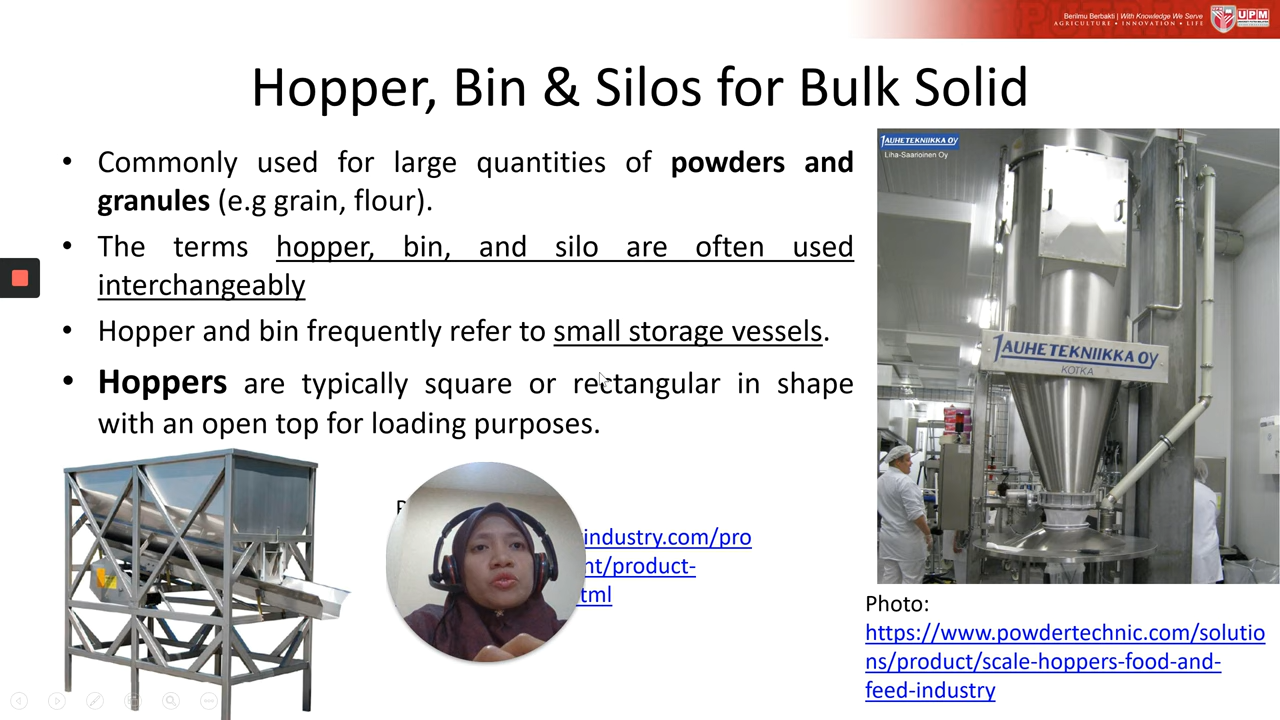 Berilmu Berbakti | With Knowledge We Serve
AGRICULTURE • INNOVATION • LIFE
UPM
Hopper, Bin & Silos for Bulk Solid
• Commonly used for large quantities of powders and
granules (e.g grain, flour).
• The terms hopper, bin, and silo are often used
interchangeably
• Hopper and bin frequently refer to small storage vessels.
• Hoppers are typically square or rectangular in shape
with an open top for loading purposes.
industry.com/pro
nt/product-
tml
JAUHETEKNIIKKA OY
Liha-Saarioinen Oy
JAUHETEKNIIKKA OY
KOTKA
Photo:
https://www.powdertechnic.com/solutio
ns/product/scale-hoppers-food-and-
feed-industry